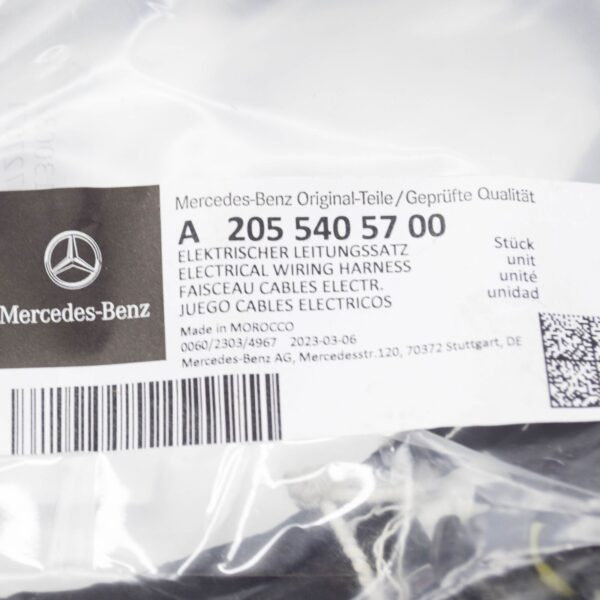 Mercedes-Benz Original-Teile/Geprüfte Qualität
A 205 540 57 00
ELEKTRISCHER LEITUNGSSATZ
ELECTRICAL WIRING HARNESS
FAISCEAU CABLES ELECTR.
JUEGO CABLES ELECTRICOS
Stück
unit
unité
unidad
Made in MOROCCO
0060/2303/4967 2023-03-06
Mercedes-Benz AG, Mercedesstr.120, 70372 Stuttgart, DE
Mercedes-Benz